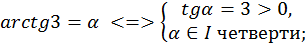 arctg3 = α <=> { tgα = 3 > 0,
α ∈ I четверти;